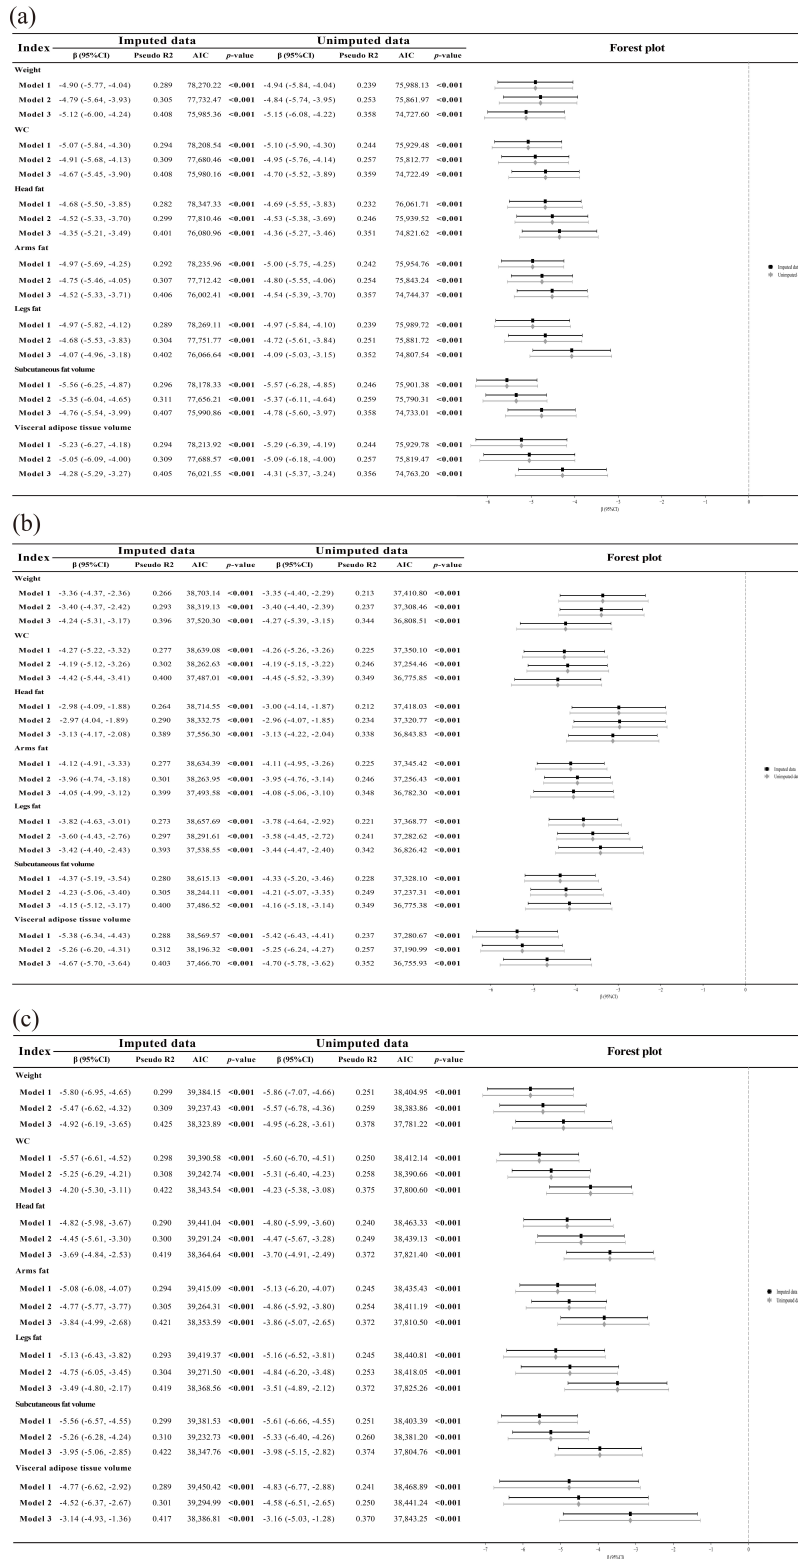 (a)
Imputed data Unimputed data
Index Forest plot
β (95%CI) Pseudo R2 AIC p-value β (95%CI) Pseudo R2 AIC p-value
Weight
Model 1 -4.90 (-5.77, -4.04) 0.289 78,270.22 <0.001 -4.94 (-5.84, -4.04) 0.239 75,988.13 <0.001
Model 2 -4.79 (-5.64, -3.93) 0.305 77,732.47 <0.001 -4.84 (-5.74, -3.95) 0.253 75,861.97 <0.001
Model 3 -5.12 (-6.00, -4.24) 0.408 75,985.36 <0.001 -5.15 (-6.08, -4.22) 0.358 74,727.60 <0.001
WC
Model 1 -5.07 (-5.84, -4.30) 0.294 78,208.54 <0.001 -5.10 (-5.90, -4.30) 0.244 75,929.48 <0.001
Model 2 -4.91 (-5.68, -4.13) 0.309 77,680.46 <0.001 -4.95 (-5.76, -4.14) 0.257 75,812.77 <0.001
Model 3 -4.67 (-5.45, -3.90) 0.408 75,980.16 <0.001 -4.70 (-5.52, -3.89) 0.359 74,722.49 <0.001
Head fat
Model 1 -4.68 (-5.50, -3.85) 0.282 78,347.33 <0.001 -4.69 (-5.55, -3.83) 0.232 76,061.71 <0.001
Model 2 -4.52 (-5.33, -3.70) 0.299 77,810.46 <0.001 -4.53 (-5.38, -3.69) 0.246 75,939.52 <0.001
Model 3 -4.35 (-5.21, -3.49) 0.401 76,080.96 <0.001 -4.36 (-5.27, -3.46) 0.351 74,821.62 <0.001
Arms fat
Model 1 -4.97 (-5.69, -4.25) 0.292 78,235.96 <0.001 -5.00 (-5.75, -4.25) 0.242 75,954.76 <0.001
Imputed data
Model 2 -4.75 (-5.46, -4.05) 0.307 77,712.42 <0.001 -4.80 (-5.55, -4.06) 0.254 75,843.24 <0.001
Unimputed
Model 3 -4.52 (-5.33, -3.71) 0.406 76,002.41 <0.001 -4.54 (-5.39, -3.70) 0.357 74,744.37 <0.001
Legs fat
Model 1 -4.97 (-5.82, -4.12) 0.289 78,269.11 <0.001 -4.97 (-5.84, -4.10) 0.239 75,989.72 <0.001
Model 2 -4.68 (-5.53, -3.83) 0.304 77,751.77 <0.001 -4.72 (-5.61, -3.84) 0.251 75,881.72 <0.001
Model 3 -4.07 (-4.96, -3.18) 0.402 76,066.64 <0.001 -4.09 (-5.03, -3.15) 0.352 74,807.54 <0.001
Subcutaneous fat volume
Model 1 -5.56 (-6.25, -4.87) 0.296 78,178.33 <0.001 -5.57 (-6.28, -4.85) 0.246 75,901.38 <0.001
Model 2 -5.35 (-6.04, -4.65) 0.311 77,656.21 <0.001 -5.37 (-6.11, -4.64) 0.259 75,790.31 <0.001
Model 3 -4.76 (-5.54, -3.99) 0.407 75,990.86 <0.001 -4.78 (-5.60, -3.97) 0.358 74,733.01 <0.001
Visceral adipose tissue volume
Model 1 -5.23 (-6.27, -4.18) 0.294 78,213.92 <0.001 -5.29 (-6.39, -4.19) 0.244 75,929.78 <0.001
Model 2 -5.05 (-6.09, -4.00) 0.309 77,688.57 <0.001 -5.09 (-6.18, -4.00) 0.257 75,819.47 <0.001
Model 3 -4.28 (-5.29, -3.27) 0.405 76,021.55 <0.001 -4.31 (-5.37, -3.24) 0.356 74,763.20 <0.001
-6 -5 -4 -3 -2 -1 0
β (95%CI)
(b)
Imputed data Unimputed data
Index Forest plot
β (95%CI) Pseudo R2 AIC p-value β (95%CI) Pseudo R2 AIC p-value
Weight
Model 1 -3.36 (-4.37, -2.36) 0.266 38,703.14 <0.001 -3.35 (-4.40, -2.29) 0.213 37,410.80 <0.001
Model 2 -3.40 (-4.37, -2.42) 0.293 38,319.13 <0.001 -3.40 (-4.40, -2.39) 0.237 37,308.46 <0.001
Model 3 -4.24 (-5.31, -3.17) 0.396 37,520.30 <0.001 -4.27 (-5.39, -3.15) 0.344 36,808.51 <0.001
WC
Model 1 -4.27 (-5.22, -3.32) 0.277 38,639.08 <0.001 -4.26 (-5.26, -3.26) 0.225 37,350.10 <0.001
Model 2 -4.19 (-5.12, -3.26) 0.302 38,262.63 <0.001 -4.19 (-5.15, -3.22) 0.246 37,254.46 <0.001
Model 3 -4.42 (-5.44, -3.41) 0.400 37,487.01 <0.001 -4.45 (-5.52, -3.39) 0.349 36,775.85 <0.001
Head fat
Model 1 -2.98 (-4.09, -1.88) 0.264 38,714.55 <0.001 -3.00 (-4.14, -1.87) 0.212 37,418.03 <0.001
Model 2 -2.97 (4.04, -1.89) 0.290 38,332.75 <0.001 -2.96 (-4.07, -1.85) 0.234 37,320.77 <0.001
Model 3 -3.13 (-4.17, -2.08) 0.389 37,556.30 <0.001 -3.13 (-4.22, -2.04) 0.338 36,843.83 <0.001
Arms fat
Model 1 -4.12 (-4.91, -3.33) 0.277 38,634.39 <0.001 -4.11 (-4.95, -3.26) 0.225 37,345.42 <0.001
Imputed data
Model 2 -3.96 (-4.74, -3.18) 0.301 38,263.95 <0.001 -3.95 (-4.76, -3.14) 0.246 37,256.43 <0.001
Unimputed data
Model 3 -4.05 (-4.99, -3.12) 0.399 37,493.58 <0.001 -4.08 (-5.06, -3.10) 0.348 36,782.30 <0.001
Legs fat
Model 1 -3.82 (-4.63, -3.01) 0.273 38,657.69 <0.001 -3.78 (-4.64, -2.92) 0.221 37,368.77 <0.001
Model 2 -3.60 (-4.43, -2.76) 0.297 38,291.61 <0.001 -3.58 (-4.45, -2.72) 0.241 37,282.62 <0.001
Model 3 -3.42 (-4.40, -2.43) 0.393 37,538.55 <0.001 -3.44 (-4.47, -2.40) 0.342 36,826.42 <0.001
Subcutaneous fat volume
Model 1 -4.37 (-5.19, -3.54) 0.280 38,615.13 <0.001 -4.33 (-5.20, -3.46) 0.228 37,328.10 <0.001
Model 2 -4.23 (-5.06, -3.40) 0.305 38,244.11 <0.001 -4.21 (-5.07, -3.35) 0.249 37,237.31 <0.001
Model 3 -4.15 (-5.12, -3.17) 0.400 37,486.52 <0.001 -4.16 (-5.18, -3.14) 0.349 36,775.38 <0.001
Visceral adipose tissue volume
Model 1 -5.38 (-6.34, -4.43) 0.288 38,569.57 <0.001 -5.42 (-6.43, -4.41) 0.237 37,280.67 <0.001
Model 2 -5.26 (-6.20, -4.31) 0.312 38,196.32 <0.001 -5.25 (-6.24, -4.27) 0.257 37,190.99 <0.001
Model 3 -4.67 (-5.70, -3.64) 0.403 37,466.70 <0.001 -4.70 (-5.78, -3.62) 0.352 36,755.93 <0.001
-6 -5 -4 -3 -2 -1 0
β (95%CI)
(c)
Imputed data Unimputed data
Index Forest plot
β (95%CI) Pseudo R2 AIC p-value β (95%CI) Pseudo R2 AIC p-value
Weight
Model 1 -5.80 (-6.95, -4.65) 0.299 39,384.15 <0.001 -5.86 (-7.07, -4.66) 0.251 38,404.95 <0.001
Model 2 -5.47 (-6.62, -4.32) 0.309 39,237.43 <0.001 -5.57 (-6.78, -4.36) 0.259 38,383.86 <0.001
Model 3 -4.92 (-6.19, -3.65) 0.425 38,323.89 <0.001 -4.95 (-6.28, -3.61) 0.378 37,781.22 <0.001
WC
Model 1 -5.57 (-6.61, -4.52) 0.298 39,390.58 <0.001 -5.60 (-6.70, -4.51) 0.250 38,412.14 <0.001
Model 2 -5.25 (-6.29, -4.21) 0.308 39,242.74 <0.001 -5.31 (-6.40, -4.23) 0.258 38,390.66 <0.001
Model 3 -4.20 (-5.30, -3.11) 0.422 38,343.54 <0.001 -4.23 (-5.38, -3.08) 0.375 37,800.60 <0.001
Head fat
Model 1 -4.82 (-5.98, -3.67) 0.290 39,441.04 <0.001 -4.80 (-5.99, -3.60) 0.240 38,463.33 <0.001
Model 2 -4.45 (-5.61, -3.30) 0.300 39,291.24 <0.001 -4.47 (-5.67, -3.28) 0.249 38,439.13 <0.001
Model 3 -3.69 (-4.84, -2.53) 0.419 38,364.64 <0.001 -3.70 (-4.91, -2.49) 0.372 37,821.40 <0.001
Arms fat
Model 1 -5.08 (-6.08, -4.07) 0.294 39,415.09 <0.001 -5.13 (-6.20, -4.07) 0.245 38,435.43 <0.001
Imputed data
Unimputed data
Model 2 -4.77 (-5.77, -3.77) 0.305 39,264.31 <0.001 -4.86 (-5.92, -3.80) 0.254 38,411.19 <0.001
Model 3 -3.84 (-4.99, -2.68) 0.421 38,353.59 <0.001 -3.86 (-5.07, -2.65) 0.372 37,810.50 <0.001
Legs fat
Model 1 -5.13 (-6.43, -3.82) 0.293 39,419.37 <0.001 -5.16 (-6.52, -3.81) 0.245 38,440.81 <0.001
Model 2 -4.75 (-6.05, -3.45) 0.304 39,271.50 <0.001 -4.84 (-6.20, -3.48) 0.253 38,418.05 <0.001
Model 3 -3.49 (-4.80, -2.17) 0.419 38,368.56 <0.001 -3.51 (-4.89, -2.12) 0.372 37,825.26 <0.001
Subcutaneous fat volume
Model 1 -5.56 (-6.57, -4.55) 0.299 39,381.53 <0.001 -5.61 (-6.66, -4.55) 0.251 38,403.39 <0.001
Model 2 -5.26 (-6.28, -4.24) 0.310 39,232.73 <0.001 -5.33 (-6.40, -4.26) 0.260 38,381.20 <0.001
Model 3 -3.95 (-5.06, -2.85) 0.422 38,347.76 <0.001 -3.98 (-5.15, -2.82) 0.374 37,804.76 <0.001
Visceral adipose tissue volume
Model 1 -4.77 (-6.62, -2.92) 0.289 39,450.42 <0.001 -4.83 (-6.77, -2.88) 0.241 38,468.89 <0.001
Model 2 -4.52 (-6.37, -2.67) 0.301 39,294.99 <0.001 -4.58 (-6.51, -2.65) 0.250 38,441.24 <0.001
Model 3 -3.14 (-4.93, -1.36) 0.417 38,386.81 <0.001 -3.16 (-5.03, -1.28) 0.370 37,843.25 <0.001
-7 -6 -5 -4 -3 -2 -1 0
β (95%CI)